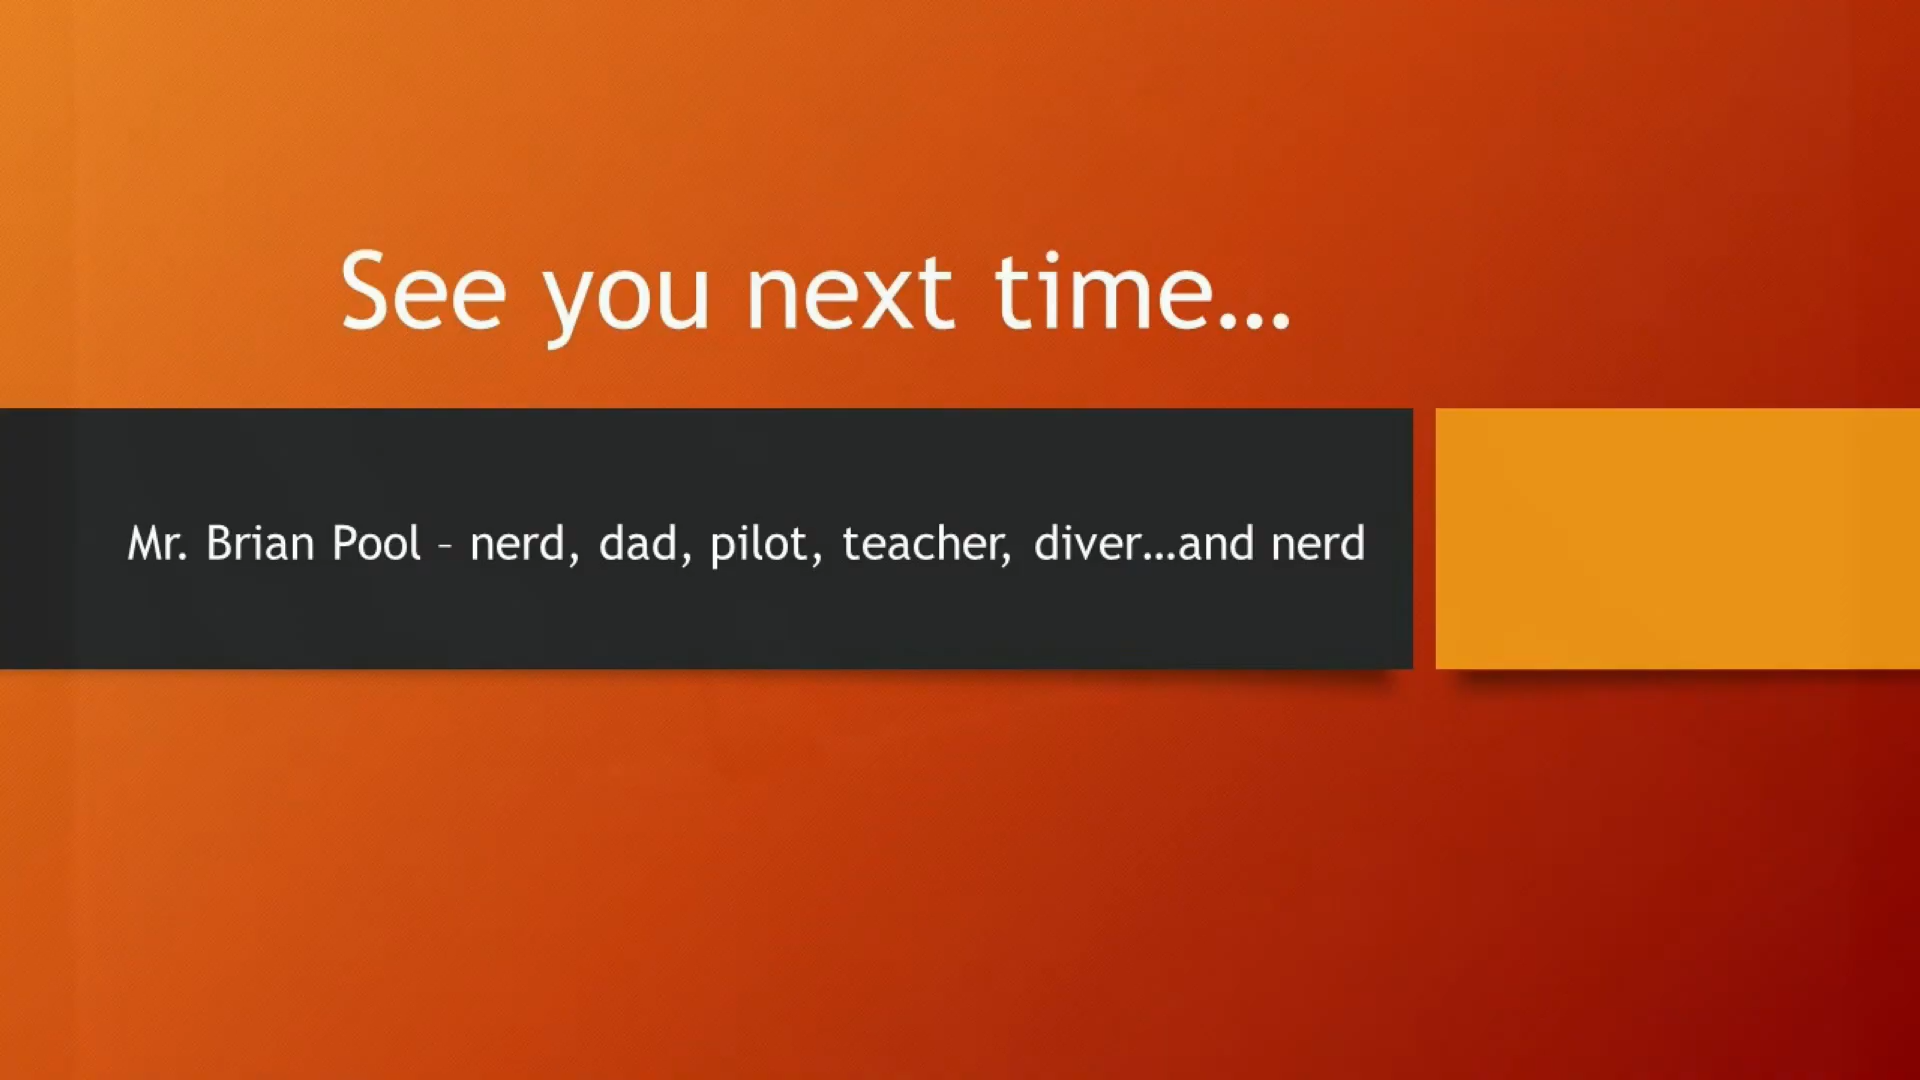 See you next time…
Mr. Brian Pool – nerd, dad, pilot, teacher, diver…and nerd